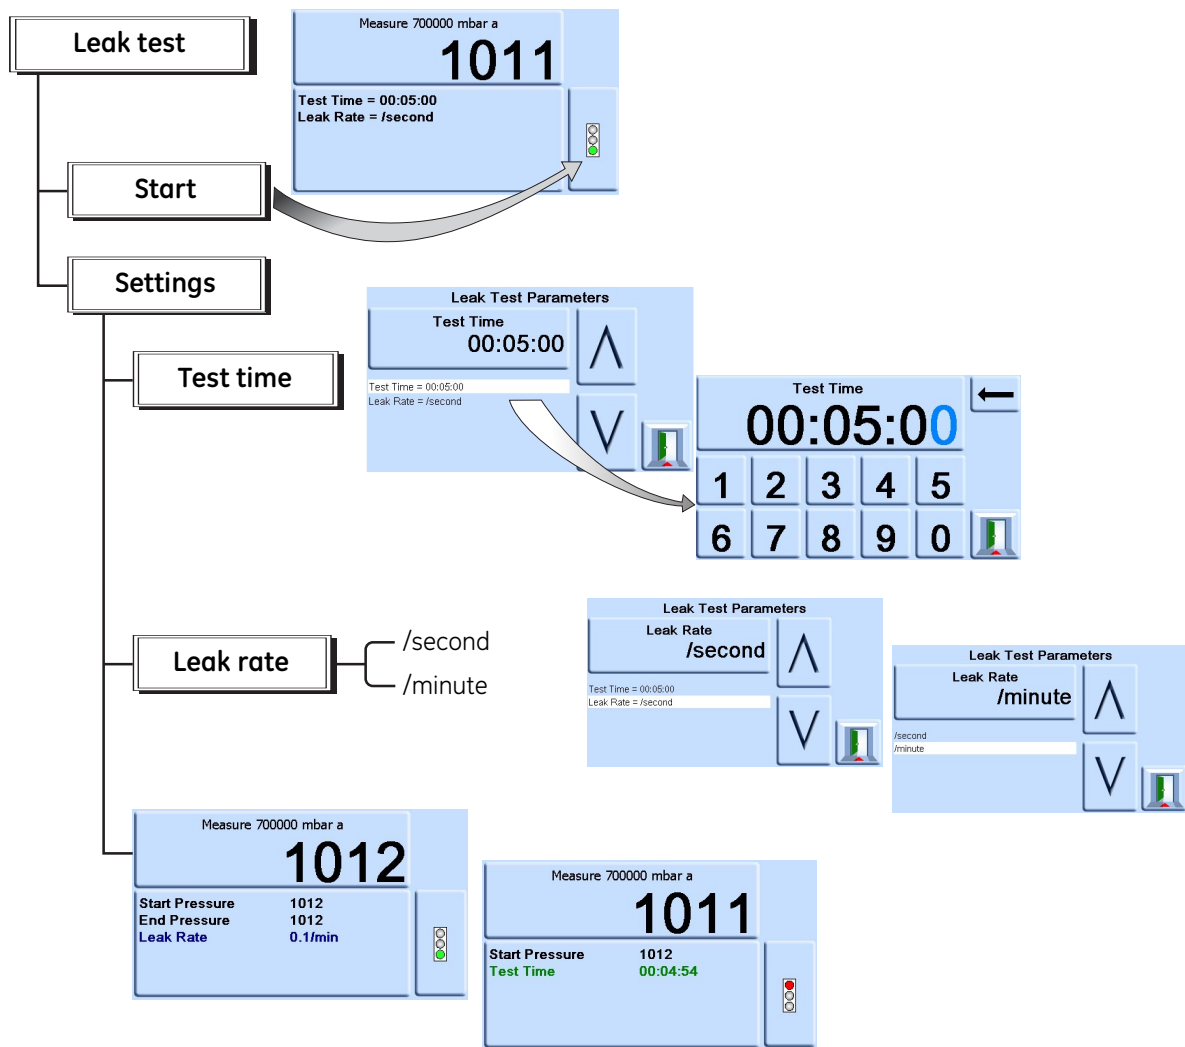 Leak test
Measure 700000 mbar a
1011
Test Time = 00:05:00
Leak Rate = /second
Start
Settings
Leak Test Parameters
Test Time
00:05:00
Test Time = 00:05:00
Leak Rate = /second
Test time
Test Time
00:05:00
1 2 3 4 5
6 7 8 9 0
Leak rate
/second
/minute
Leak Test Parameters
Leak Rate
/second
Test Time = 00:05:00
Leak Rate = /second
Leak Test Parameters
Leak Rate
/minute
/second
/minute
Measure 700000 mbar a
1012
Start Pressure 1012
End Pressure 1012
Leak Rate 0.1/min
Measure 700000 mbar a
1011
Start Pressure 1012
Test Time 00:04:54